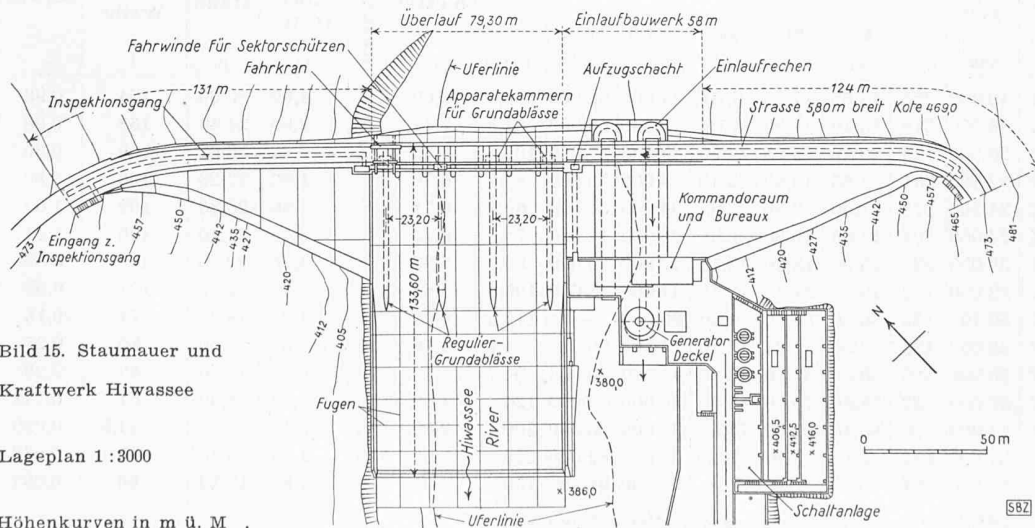 Überlauf 79,30 m
Einlaufbauwerk 58 m
Fahrwinde für Sektorschützen
Fahrkran
Uferlinie
Aufzugschacht
Einlaufrechen
131 m
124 m
Inspektionsgang
Apparatekammern
für Grundablässe
Strasse 5,80 m breit Kote 469,0
23,20
23,20
133,60 m
Kommandoraum
und Bureaux
473
457
450
442
435
427
420
412
405
Eingang z.
Inspektionsgang
412
420
427
435
442
450
457
465
473
481
N
Regulier-
Grundablässe
Generator
Deckel
x 380,0
Bild 15. Staumauer und
Kraftwerk Hiwassee
Fugen
Hiwassee
River
x 406,5
x 412,5
x 416,0
Lageplan 1 : 3000
0 50 m
x 386,0
Uferlinie
Schaltanlage
SBZ
Höhenkurven in m ü. M.